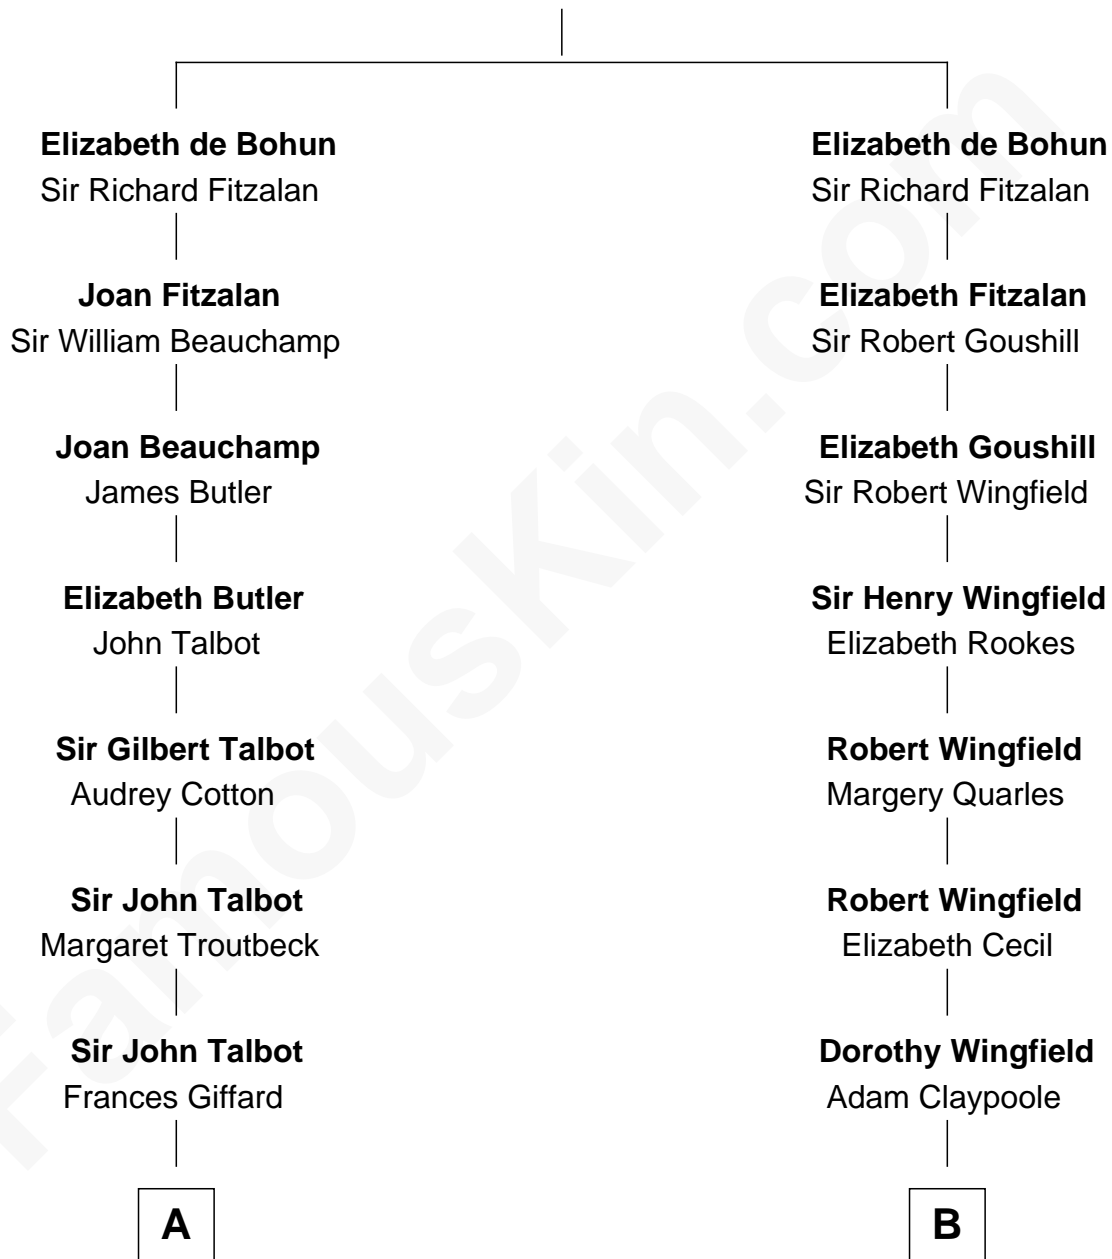 Elizabeth de Bohun
Sir Richard Fitzalan
Joan Fitzalan
Sir William Beauchamp
Joan Beauchamp
James Butler
Elizabeth Butler
John Talbot
Sir Gilbert Talbot
Audrey Cotton
Sir John Talbot
Margaret Troutbeck
Sir John Talbot
Frances Giffard
A
Elizabeth de Bohun
Sir Richard Fitzalan
Elizabeth Fitzalan
Sir Robert Goushill
Elizabeth Goushill
Sir Robert Wingfield
Sir Henry Wingfield
Elizabeth Rookes
Robert Wingfield
Margery Quarles
Robert Wingfield
Elizabeth Cecil
Dorothy Wingfield
Adam Claypoole
B
FamousKin.com